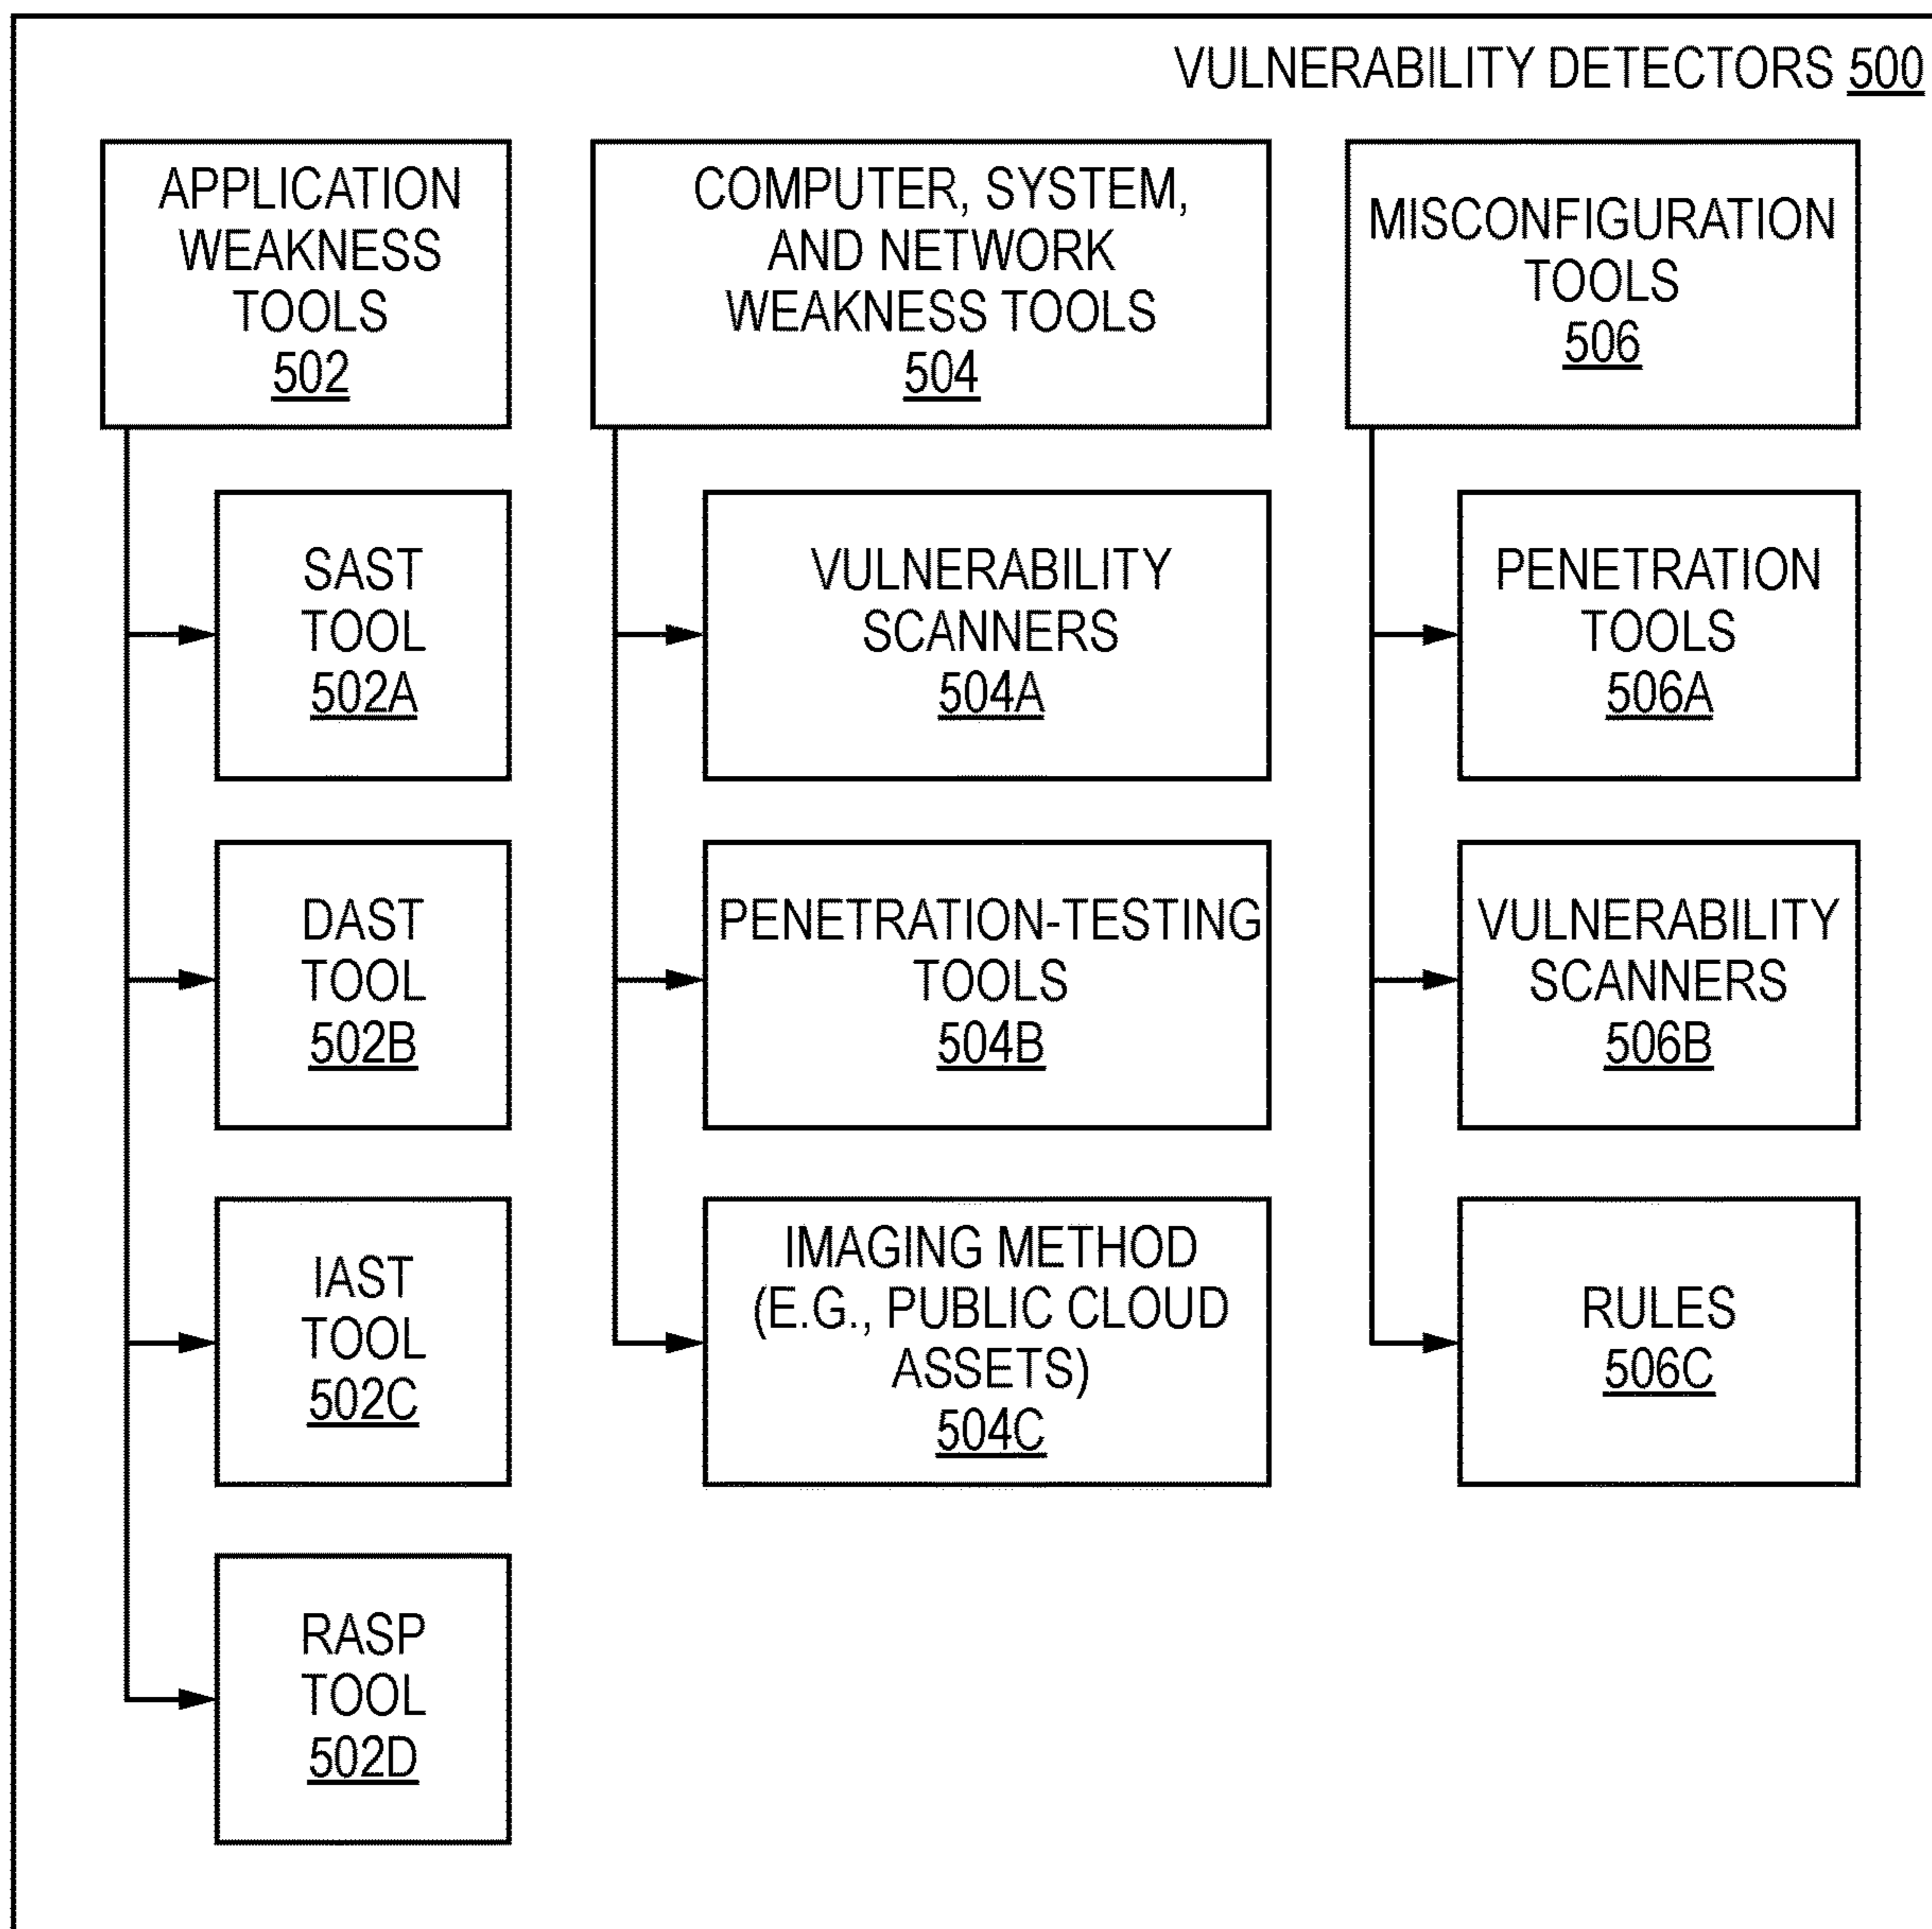 VULNERABILITY DETECTORS 500
APPLICATION
WEAKNESS
TOOLS
502
SAST
TOOL
502A
DAST
TOOL
502B
IAST
TOOL
502C
RASP
TOOL
502D
COMPUTER, SYSTEM,
AND NETWORK
WEAKNESS TOOLS
504
VULNERABILITY
SCANNERS
504A
PENETRATION-TESTING
TOOLS
504B
IMAGING METHOD
(E.G., PUBLIC CLOUD
ASSETS)
504C
MISCONFIGURATION
TOOLS
506
PENETRATION
TOOLS
506A
VULNERABILITY
SCANNERS
506B
RULES
506C